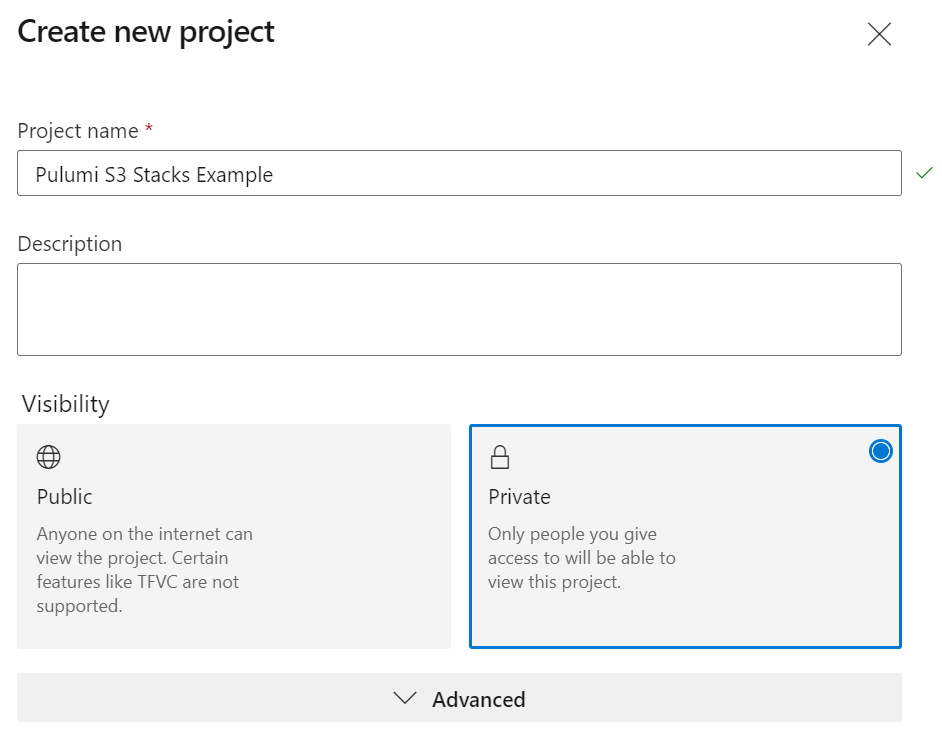 Create new project
Project name *
Pulumi S3 Stacks Example
Description
Visibility
Public
Anyone on the internet can
view the project. Certain
features like TFVC are not
supported.
Private
Only people you give
access to will be able to
view this project.
Advanced